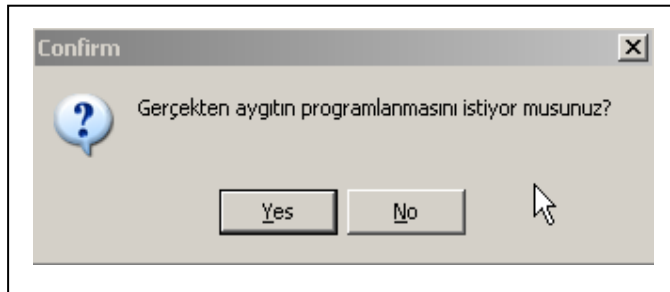 Confirm
Gerçekten aygıtın programlanmasını istiyor musunuz?
Yes
No